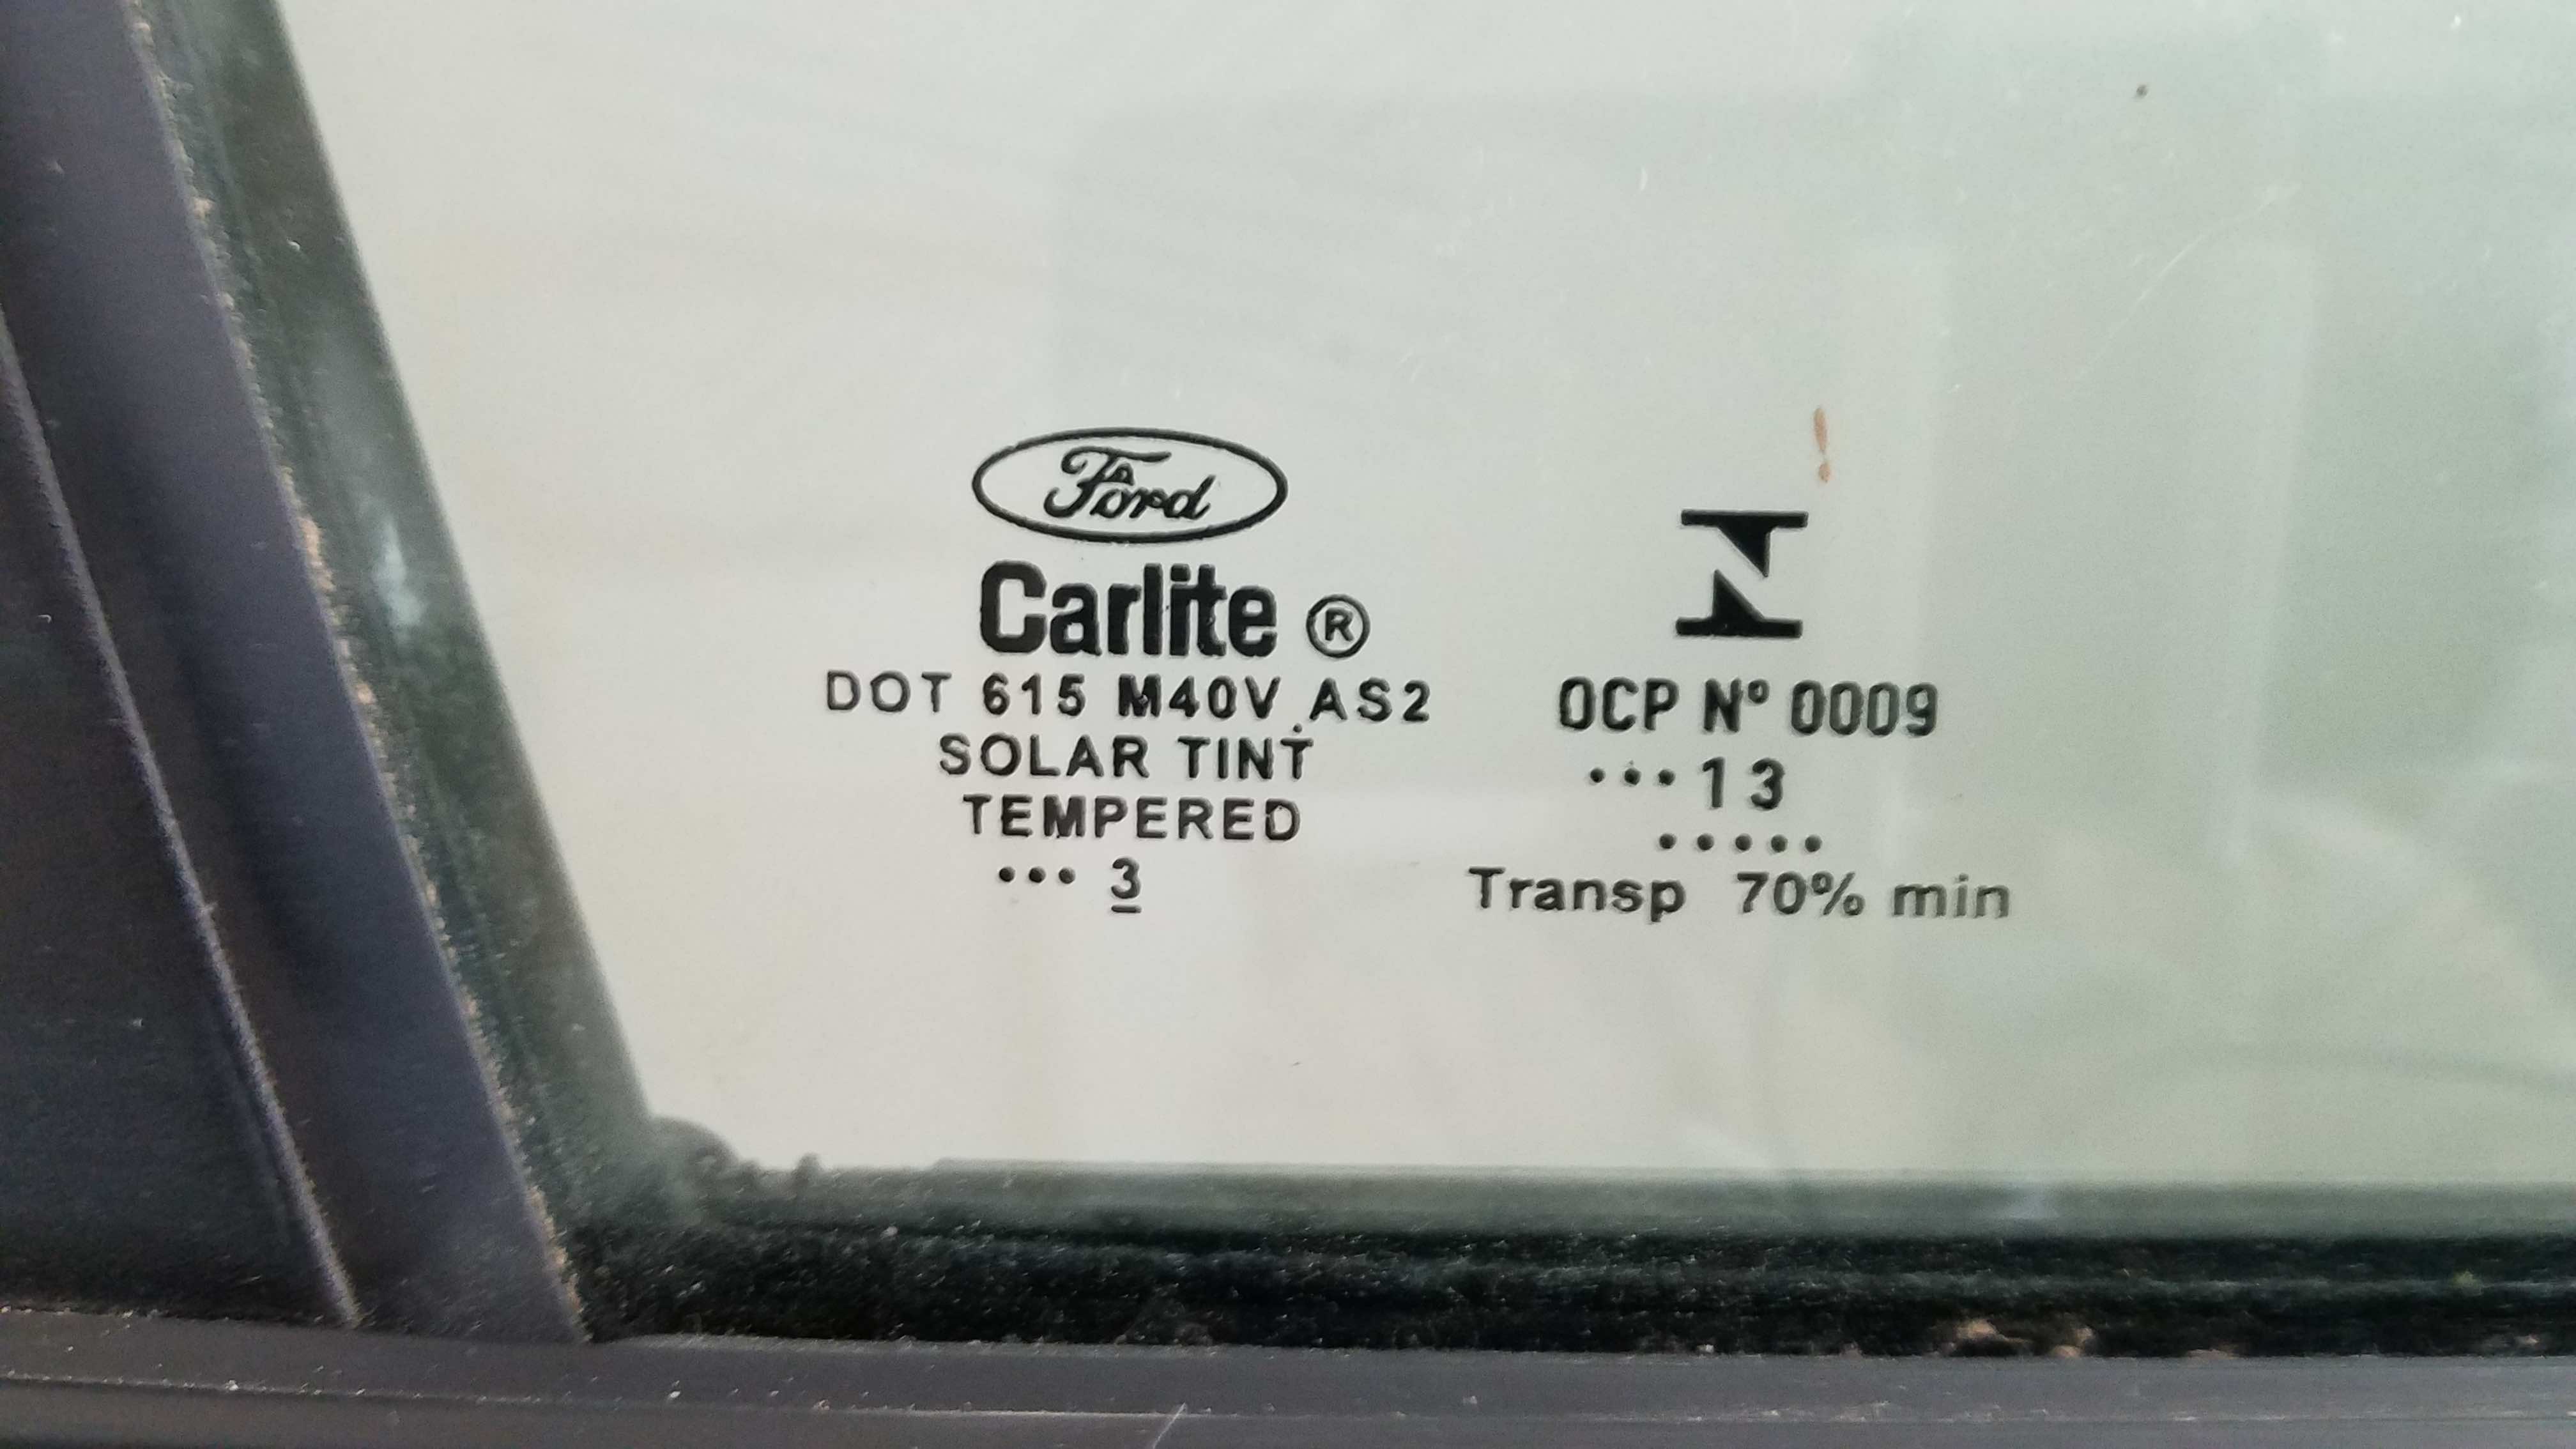 Ford
Carlite ®
DOT 615 M40V AS2
SOLAR TINT
TEMPERED
••• 3
OCP Nº 0009
•••13
•••••
Transp 70% min